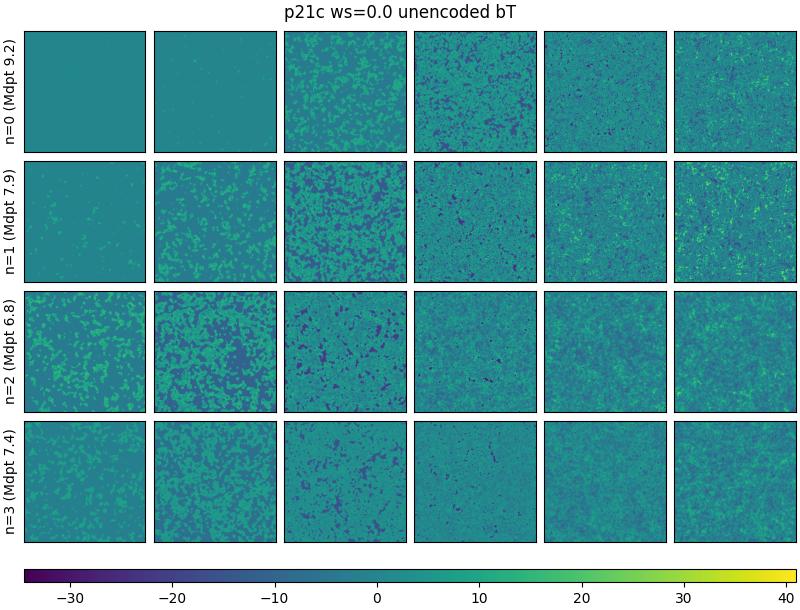 p21c ws=0.0 unencoded bT
n=0 (Mdpt 9.2)
n=1 (Mdpt 7.9)
n=2 (Mdpt 6.8)
n=3 (Mdpt 7.4)
−30 −20 −10 0 10 20 30 40